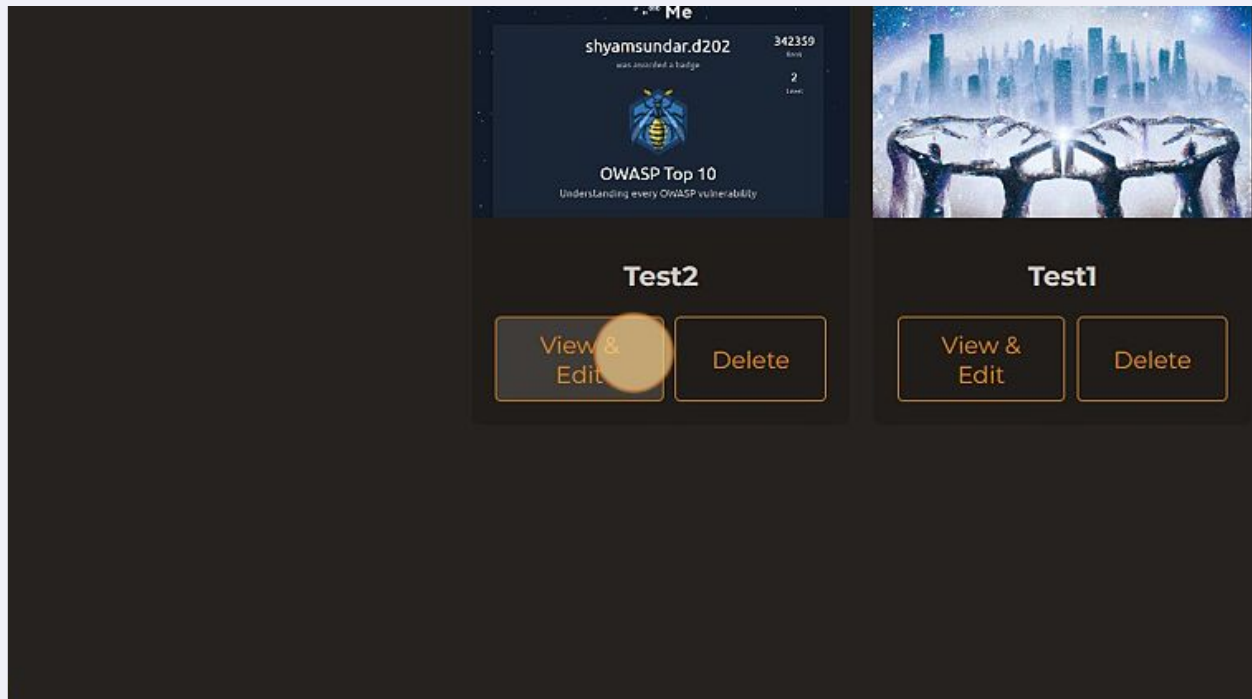 Me
shyamsundar.d202
was awarded a badge
342359
2
OWASP Top 10
Understanding every OWASP vulnerability
Test2
View &
Edit
Delete
Test1
View &
Edit
Delete